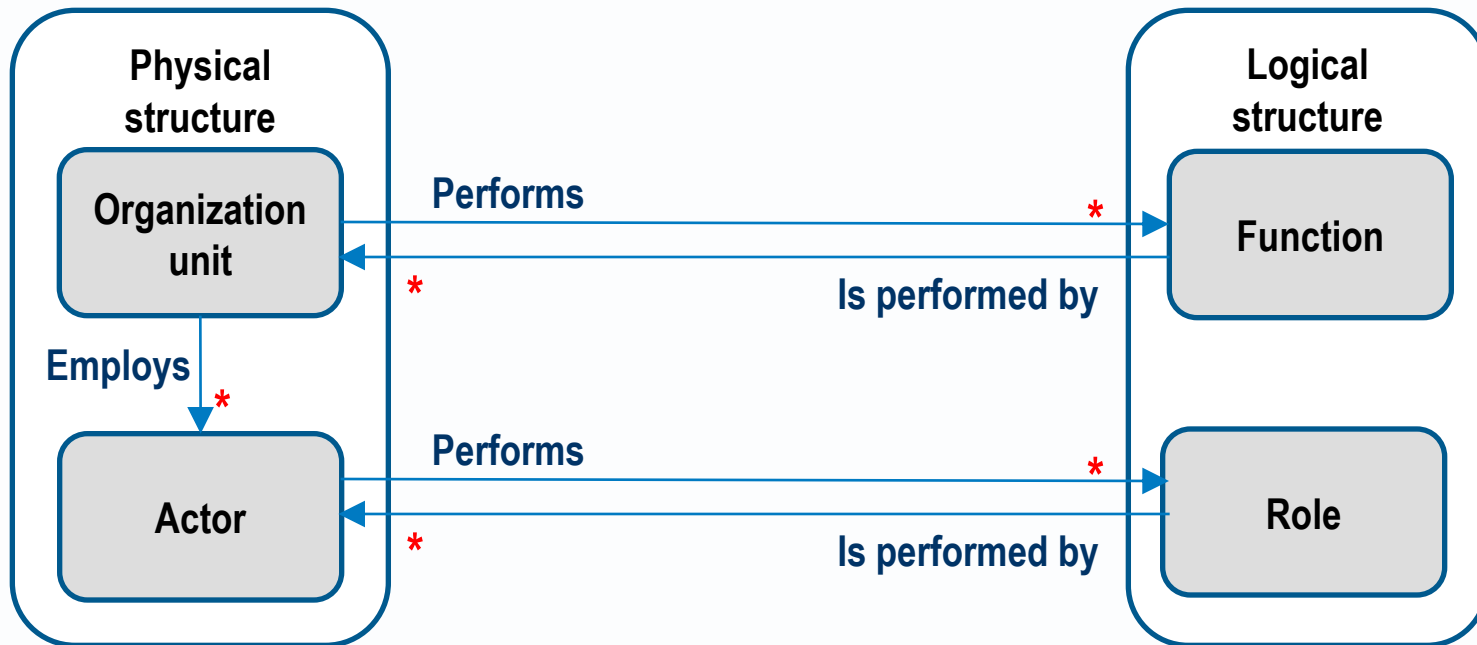 Physical
structure
Logical
structure
Organization
unit
Performs
*
Function
*
Is performed by
Employs
*
Actor
Performs
*
Role
*
Is performed by